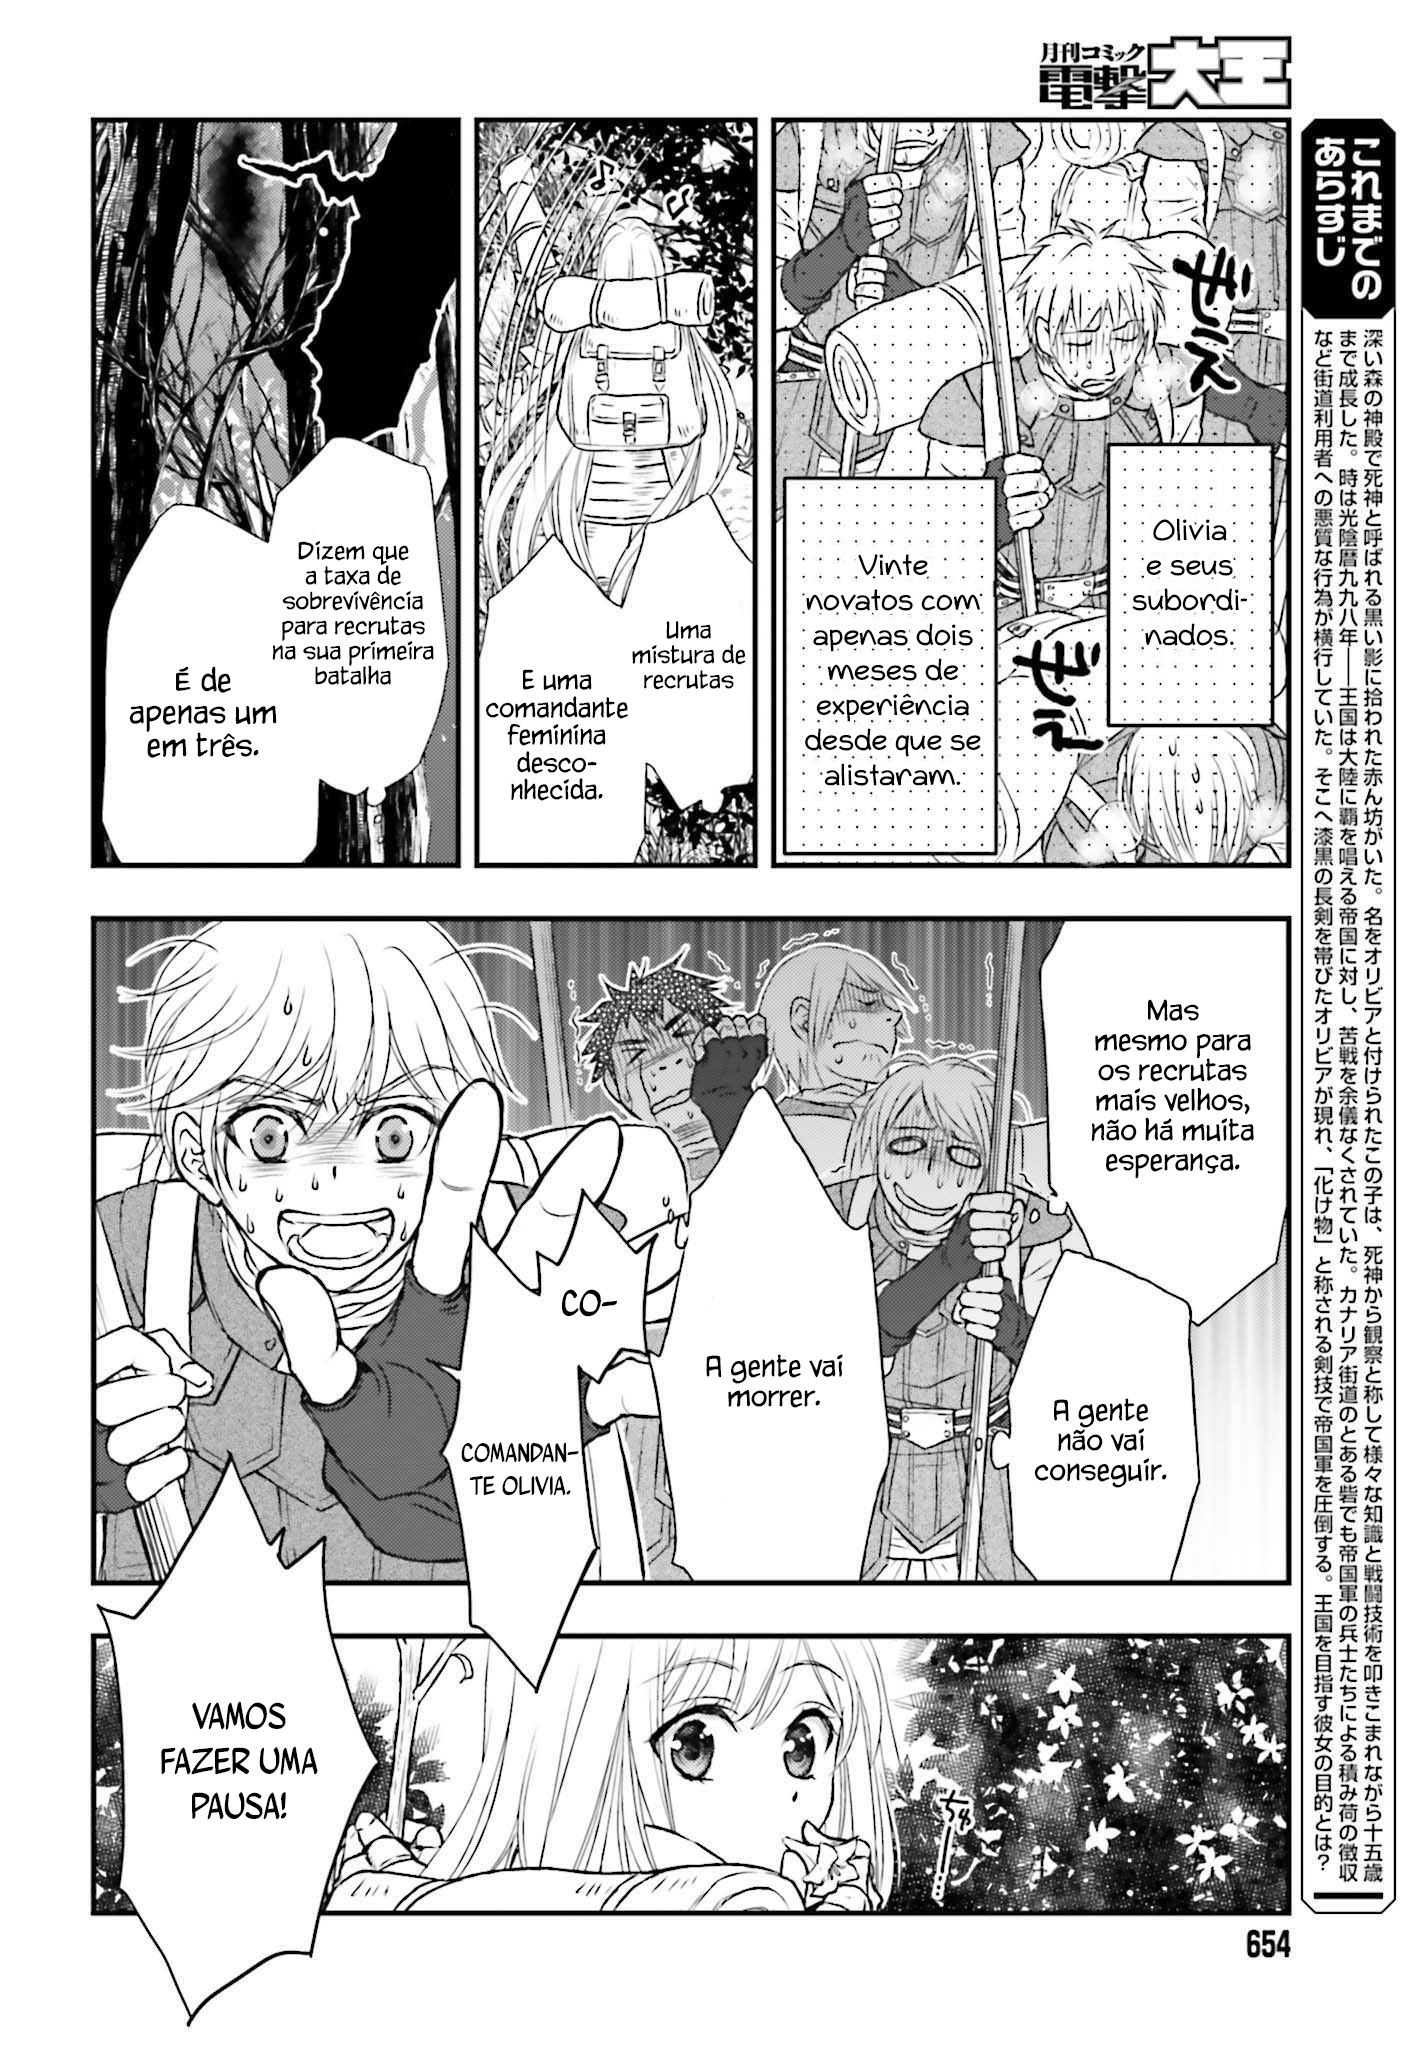 月刊コミック
電撃大王
これまでの
あらすじ
深い森の神殿で死神と呼ばれる黒い影に拾われた赤ん坊がいた。名をオリビアと付けられたこの子は、死神から観察と称して様々な知識と戦闘技術を叩きこまれながら十五歳
まで成長した。時は光陰暦九九八年――王国は大陸に覇を唱える帝国に対し、苦戦を余儀なくされていた。カナリア街道のとある砦でも帝国軍の兵士たちによる積み荷の徴収
など街道利用者への悪質な行為が横行していた。そこへ漆黒の長剣を帯びたオリビアが現れ、「化け物」と称される剣技で帝国軍を圧倒する。王国を目指す彼女の目的とは？
ぜえ
Olivia
e seus
subordi-
nados.
ぜえ
Vinte
novatos com
apenas dois
meses de
experiência
desde que se
alistaram.
Uma
mistura de
recrutas
E uma
comandante
feminina
desco-
nhecida.
Dizem que
a taxa de
sobrevivência
para recrutas
na sua primeira
batalha
É de
apenas um
em três.
Mas
mesmo para
os recrutas
mais velhos,
não há muita
esperança.
A gente
não vai
conseguir.
A gente vai
morrer.
CO-
COMANDAN-
TE OLIVIA.
VAMOS
FAZER UMA
PAUSA!
654